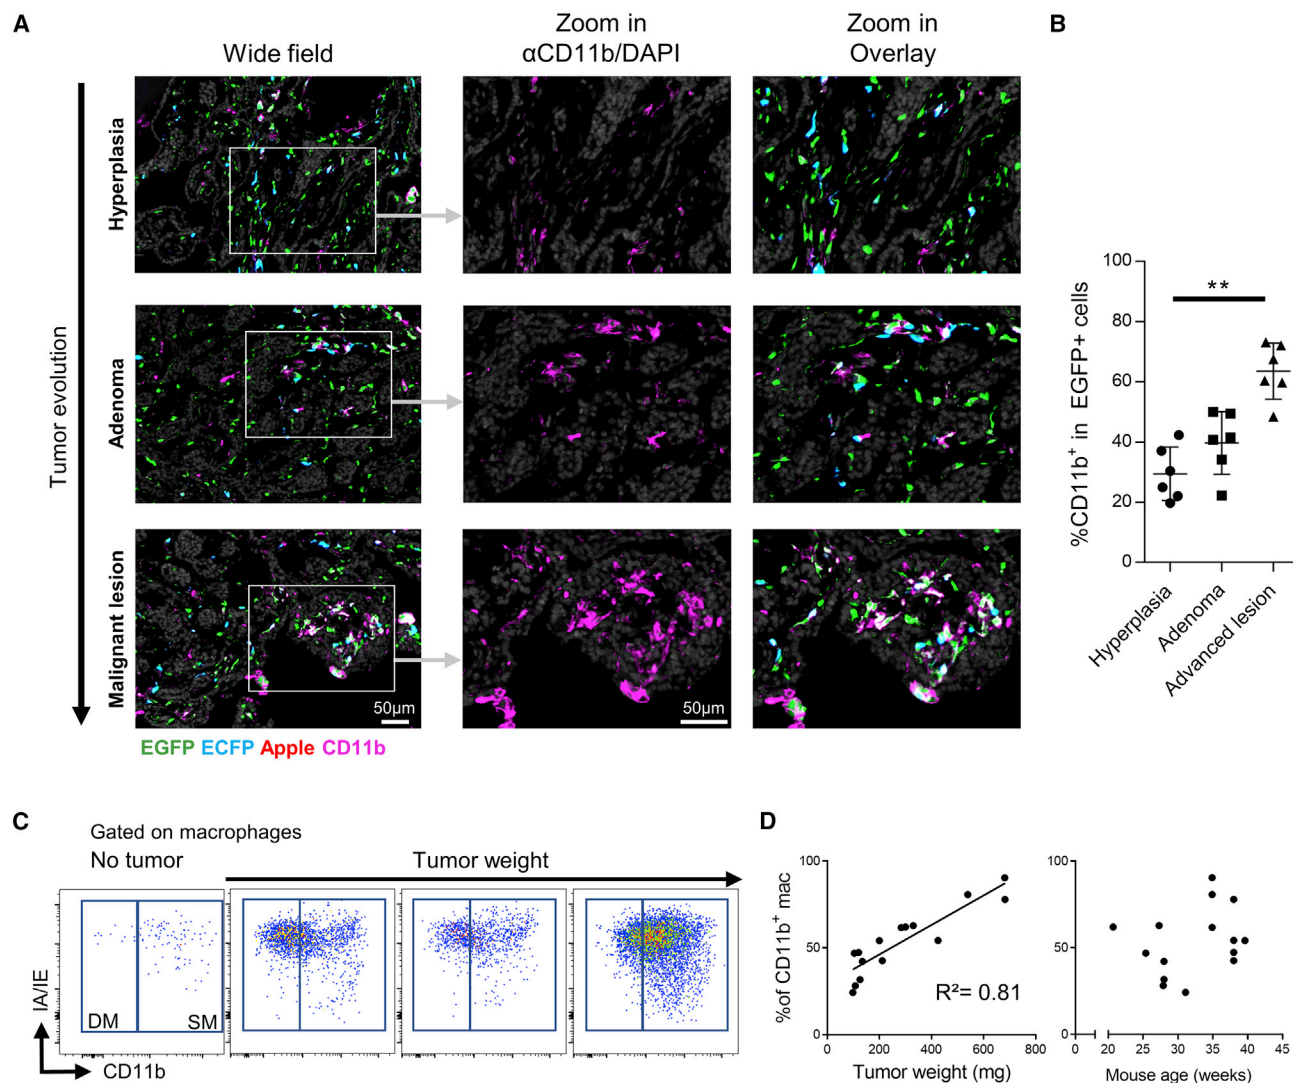 A
Wide field
Zoom in
αCD11b/DAPI
Zoom in
Overlay
Tumor evolution
Hyperplasia
Adenoma
Malignant lesion
50μm
50μm
EGFP ECFP Apple CD11b
B
%CD11b+ in EGFP+ cells
100
80
60
40
20
0
**
Hyperplasia
Adenoma
Advanced lesion
C
Gated on macrophages
No tumor
Tumor weight
IA/IE
DM
SM
CD11b
D
%of CD11b+ mac
100
50
0
R²= 0.81
0 200 400 600 800
Tumor weight (mg)
100
50
0
0 20 25 30 35 40 45
Mouse age (weeks)